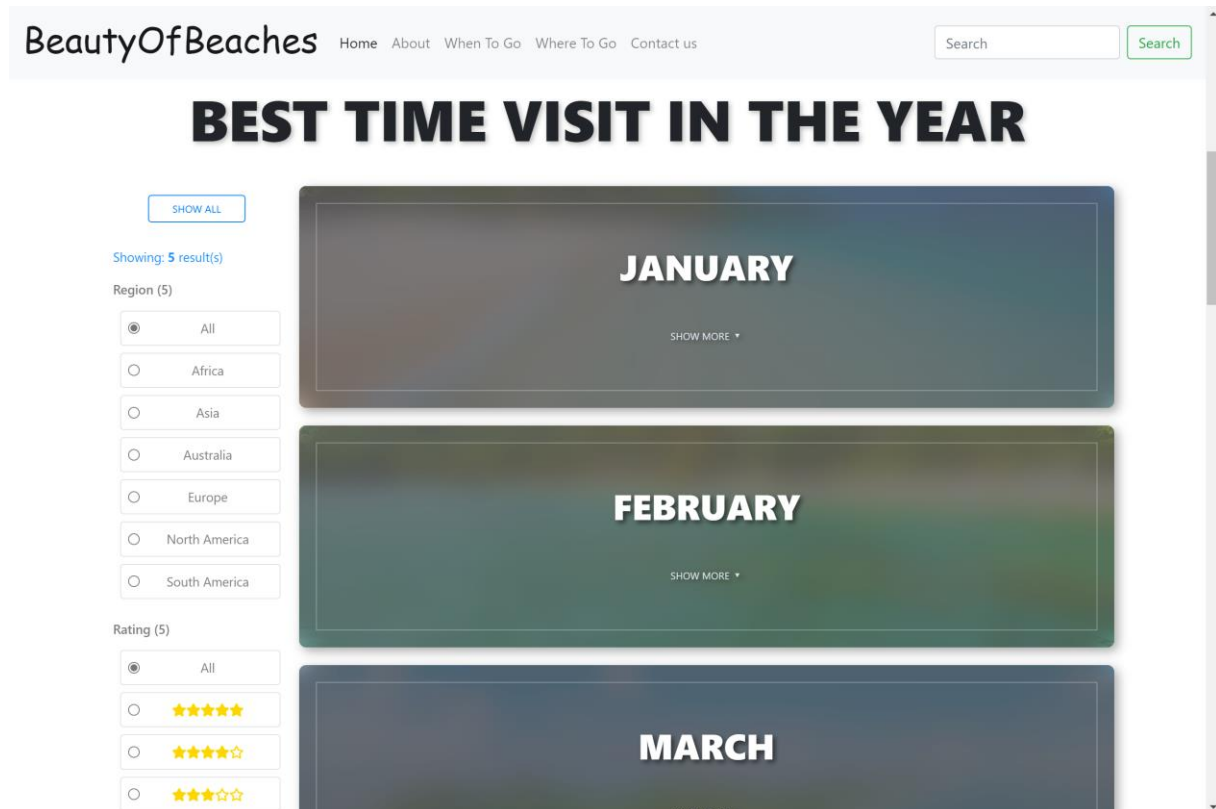 BeautyOfBeaches Home About When To Go Where To Go Contact us Search Search
BEST TIME VISIT IN THE YEAR
SHOW ALL
Showing: 5 result(s)
Region (5)
All
Africa
Asia
Australia
Europe
North America
South America
Rating (5)
All
JANUARY
SHOW MORE ▼
FEBRUARY
SHOW MORE ▼
MARCH